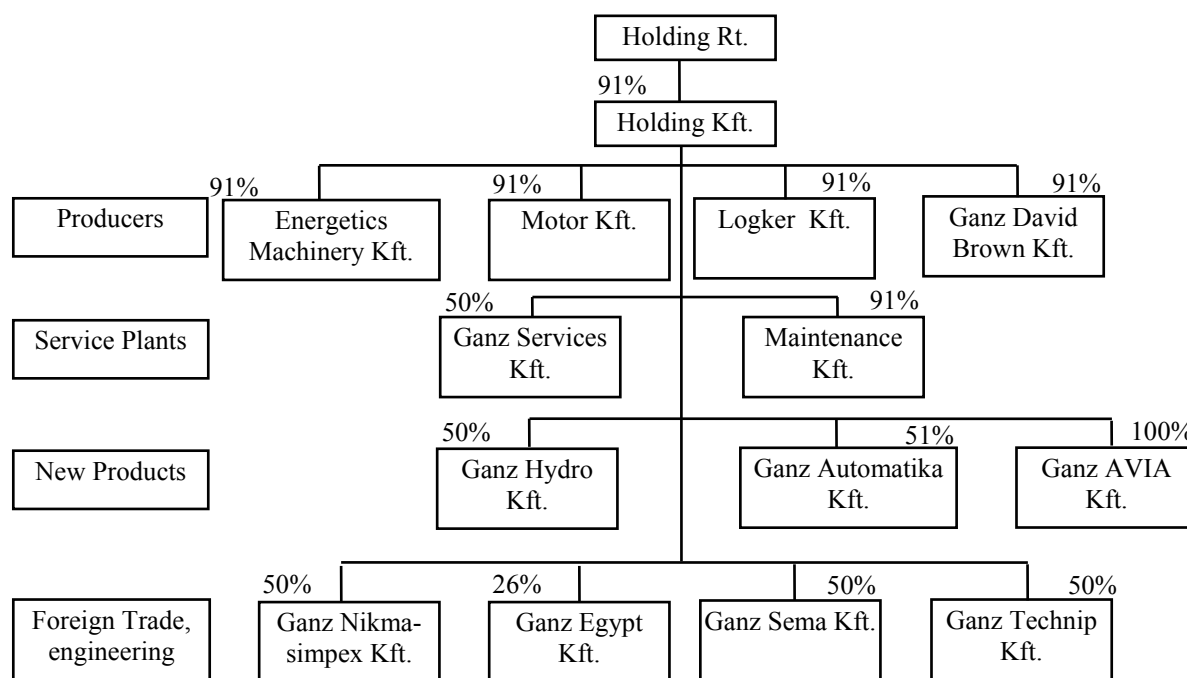 Holding Rt.
91%
Holding Kft.
91%
91%
91%
91%
Producers
Energetics
Machinery Kft.
Motor Kft.
Logker Kft.
Ganz David
Brown Kft.
50%
91%
Service Plants
Ganz Services
Kft.
Maintenance
Kft.
50%
51%
100%
New Products
Ganz Hydro
Kft.
Ganz Automatika
Kft.
Ganz AVIA
Kft.
50%
26%
50%
50%
Foreign Trade,
engineering
Ganz Nikma-
simpex Kft.
Ganz Egypt
Kft.
Ganz Sema Kft.
Ganz Technip
Kft.